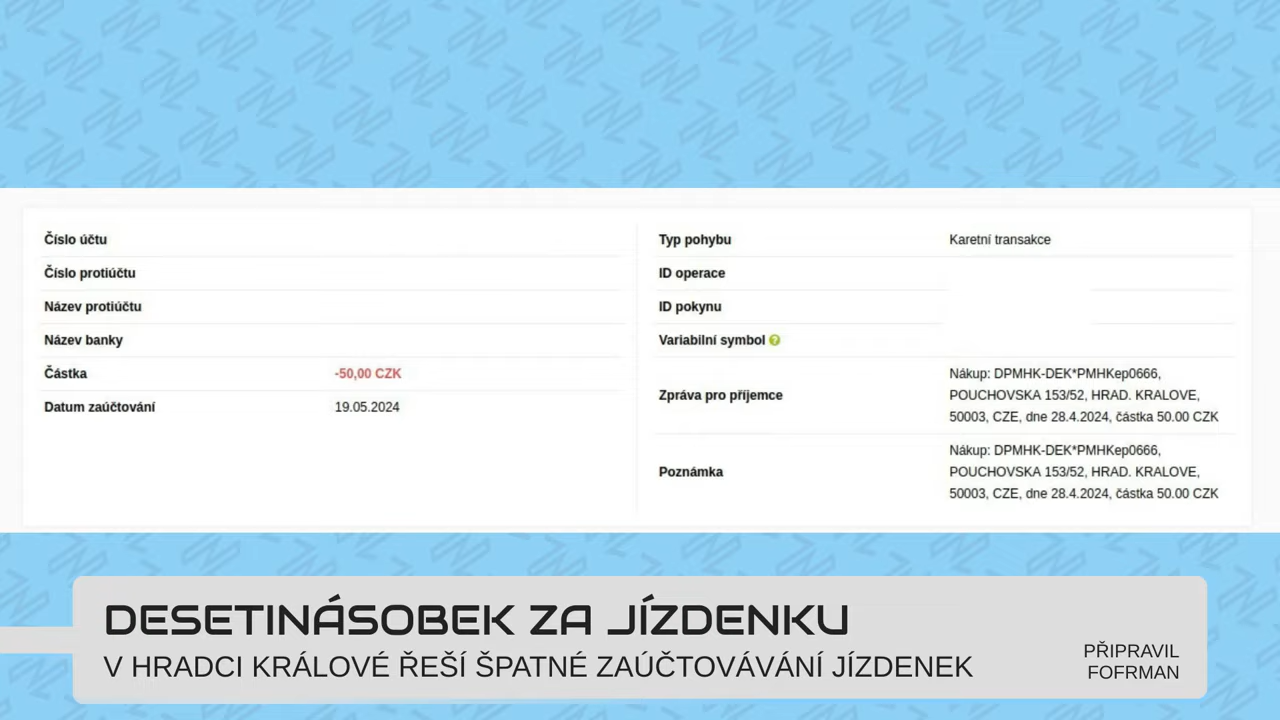 Číslo účtu
Číslo protiúčtu
Název protiúčtu
Název banky
Částka -50,00 CZK
Datum zaúčtování 19.05.2024
Typ pohybu Karetní transakce
ID operace
ID pokynu
Variabilní symbol ?
Zpráva pro příjemce
Nákup: DPMHK-DEK*PMHKep0666,
POUCHOVSKA 153/52, HRAD. KRALOVE,
50003, CZE, dne 28.4.2024, částka 50.00 CZK
Poznámka
Nákup: DPMHK-DEK*PMHKep0666,
POUCHOVSKA 153/52, HRAD. KRALOVE,
50003, CZE, dne 28.4.2024, částka 50.00 CZK
DESETINÁSOBEK ZA JÍZDENKU
V HRADCI KRÁLOVÉ ŘEŠÍ ŠPATNÉ ZAÚČTOVÁVÁNÍ JÍZDENEK
PŘIPRAVIL
FOFRMAN